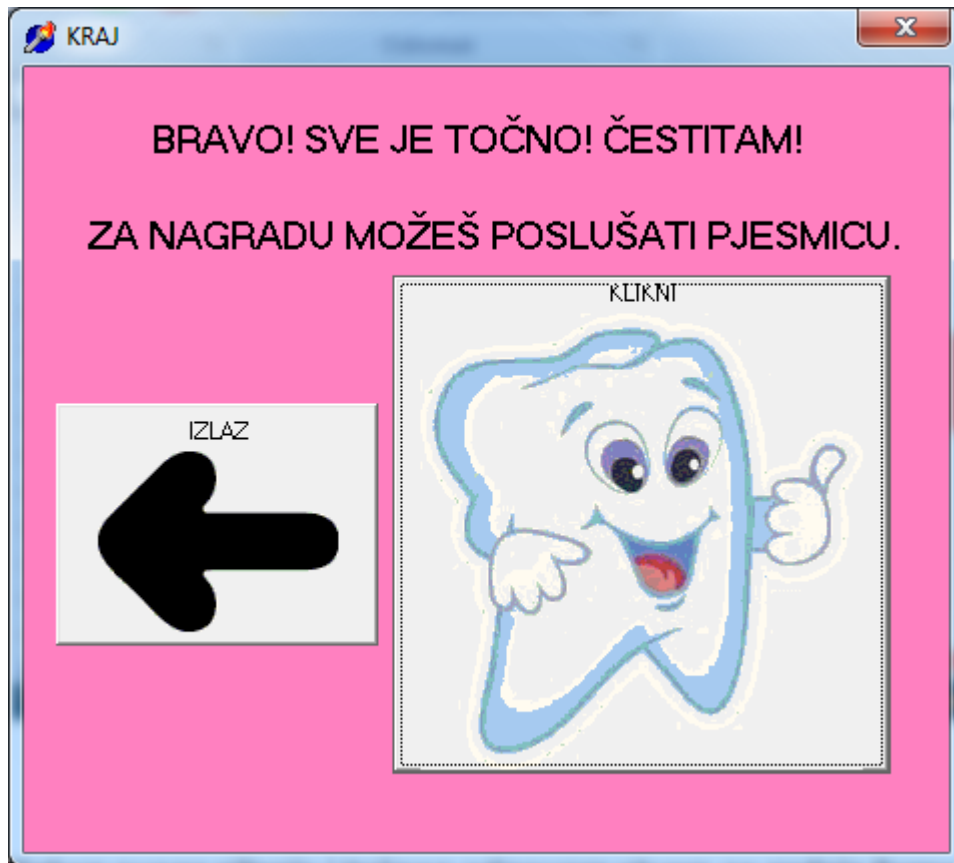 KRAJ
BRAVO! SVE JE TOČNO! ČESTITAM!
ZA NAGRADU MOŽEŠ POSLUŠATI PJESMICU.
KLIKNI
IZLAZ